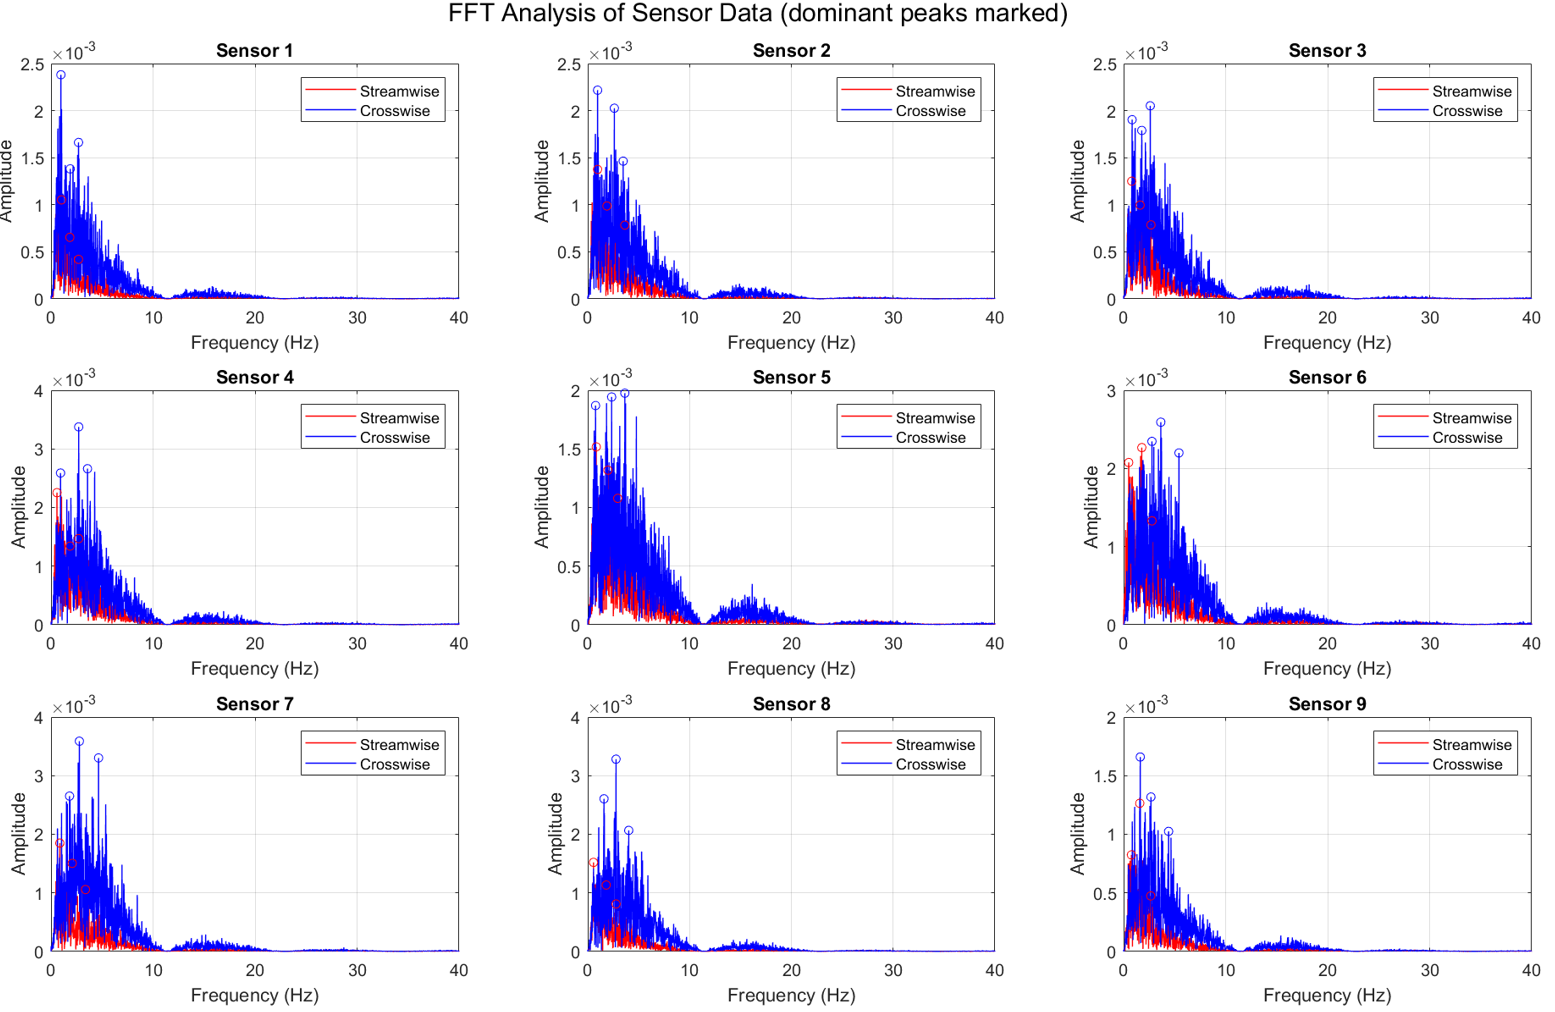 FFT Analysis of Sensor Data (dominant peaks marked)
Sensor 1
×10-3
2.5
2
1.5
1
0.5
0
Amplitude
0 10 20 30 40
Frequency (Hz)
Streamwise
Crosswise
Sensor 2
×10-3
2.5
2
1.5
1
0.5
0
Amplitude
0 10 20 30 40
Frequency (Hz)
Streamwise
Crosswise
Sensor 3
×10-3
2.5
2
1.5
1
0.5
0
Amplitude
0 10 20 30 40
Frequency (Hz)
Streamwise
Crosswise
Sensor 4
×10-3
4
3
2
1
0
Amplitude
0 10 20 30 40
Frequency (Hz)
Streamwise
Crosswise
Sensor 5
×10-3
2
1.5
1
0.5
0
Amplitude
0 10 20 30 40
Frequency (Hz)
Streamwise
Crosswise
Sensor 6
×10-3
3
2
1
0
Amplitude
0 10 20 30 40
Frequency (Hz)
Streamwise
Crosswise
Sensor 7
×10-3
4
3
2
1
0
Amplitude
0 10 20 30 40
Frequency (Hz)
Streamwise
Crosswise
Sensor 8
×10-3
4
3
2
1
0
Amplitude
0 10 20 30 40
Frequency (Hz)
Streamwise
Crosswise
Sensor 9
×10-3
2
1.5
1
0.5
0
Amplitude
0 10 20 30 40
Frequency (Hz)
Streamwise
Crosswise